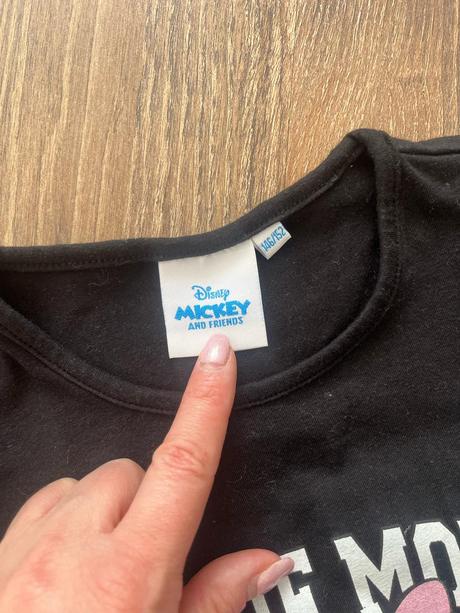 Disney
MICKEY
AND FRIENDS
146/152